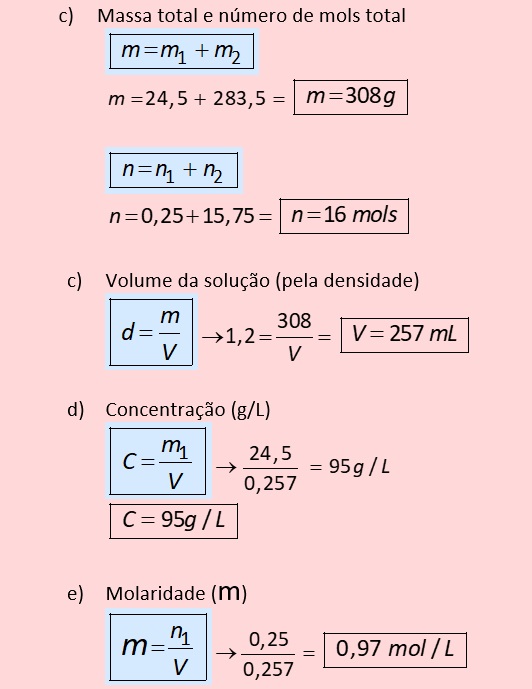 c) Massa total e número de mols total
m=m₁+m₂
m=24,5 + 283,5 = m=308g
n=n₁+n₂
n=0,25+15,75= n=16 mols
c) Volume da solução (pela densidade)
d=m/V →1,2=308/V= V=257 mL
d) Concentração (g/L)
C=m₁/V → 24,5/0,257 = 95g/L
C=95g/L
e) Molaridade (m)
m=n₁/V → 0,25/0,257 = 0,97 mol/L